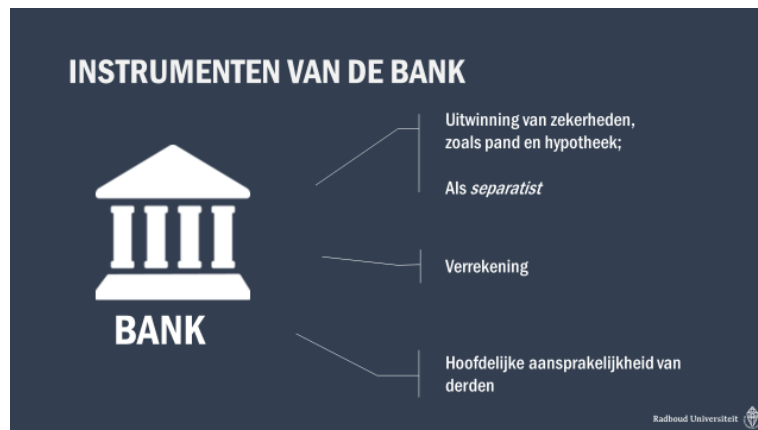 INSTRUMENTEN VAN DE BANK
Uitwinning van zekerheden,
zoals pand en hypotheek;
Als separatist
Verrekening
BANK
Hoofdelijke aansprakelijkheid van
derden
Radboud Universiteit